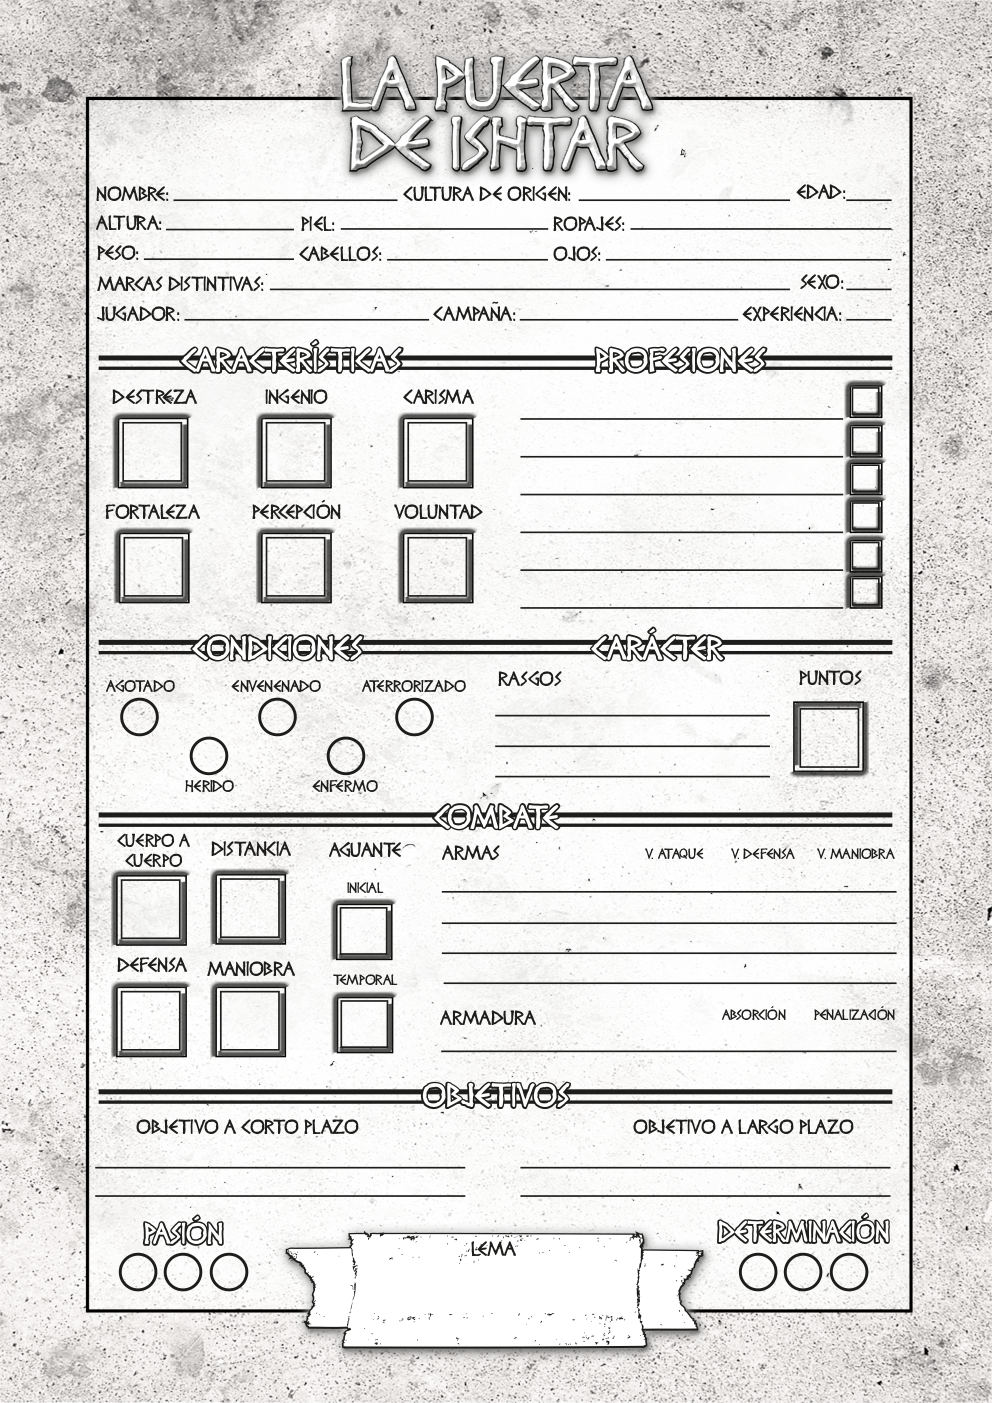 LA PUERTA
DE ISHTAR
NOMBRE: CULTURA DE ORIGEN: EDAD:
ALTURA: PIEL: ROPAJES:
PESO: CABELLOS: OJOS:
MARCAS DISTINTIVAS: SEXO:
JUGADOR: CAMPAÑA: EXPERIENCIA:
CARACTERÍSTICAS PROFESIONES
DESTREZA INGENIO CARISMA
FORTALEZA PERCEPCIÓN VOLUNTAD
CONDICIONES CARÁCTER
AGOTADO ENVENENADO ATERRORIZADO RASGOS PUNTOS
HERIDO ENFERMO
COMBATE
CUERPO A
CUERPO DISTANCIA AGUANTE ARMAS V. ATAQUE V. DEFENSA V. MANIOBRA
INICIAL
DEFENSA MANIOBRA TEMPORAL
ARMADURA ABSORCIÓN PENALIZACIÓN
OBJETIVOS
OBJETIVO A CORTO PLAZO OBJETIVO A LARGO PLAZO
PASIÓN DETERMINACIÓN
LEMA